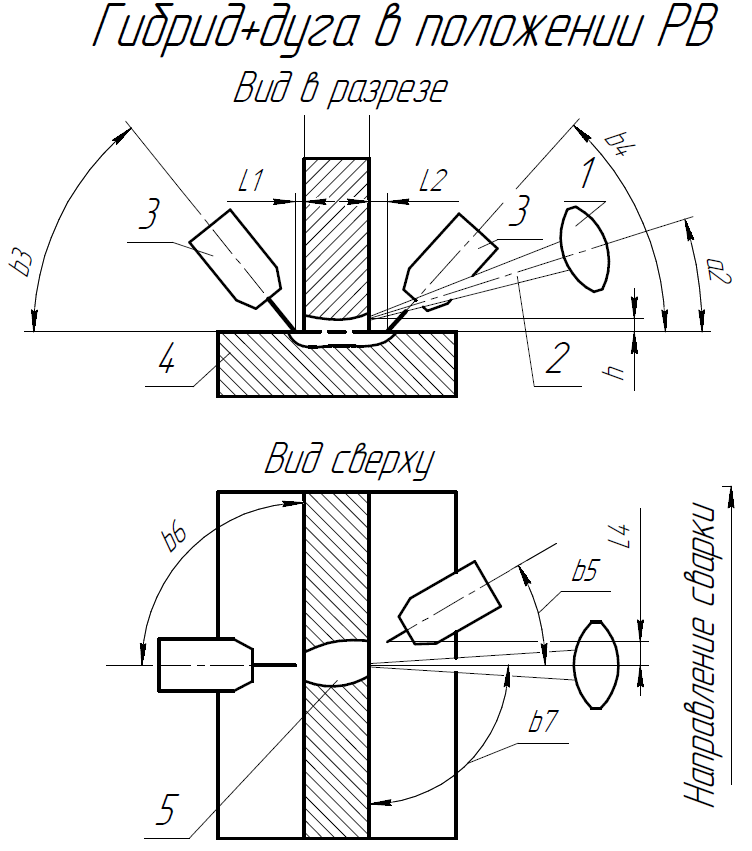 Гибрид+дуга в положении РВ
Вид в разрезе
b4
1
L1
L2
3
3
b3
a2
4
2
h
Вид сверху
b6
L4
b5
Направление сварки
b7
5